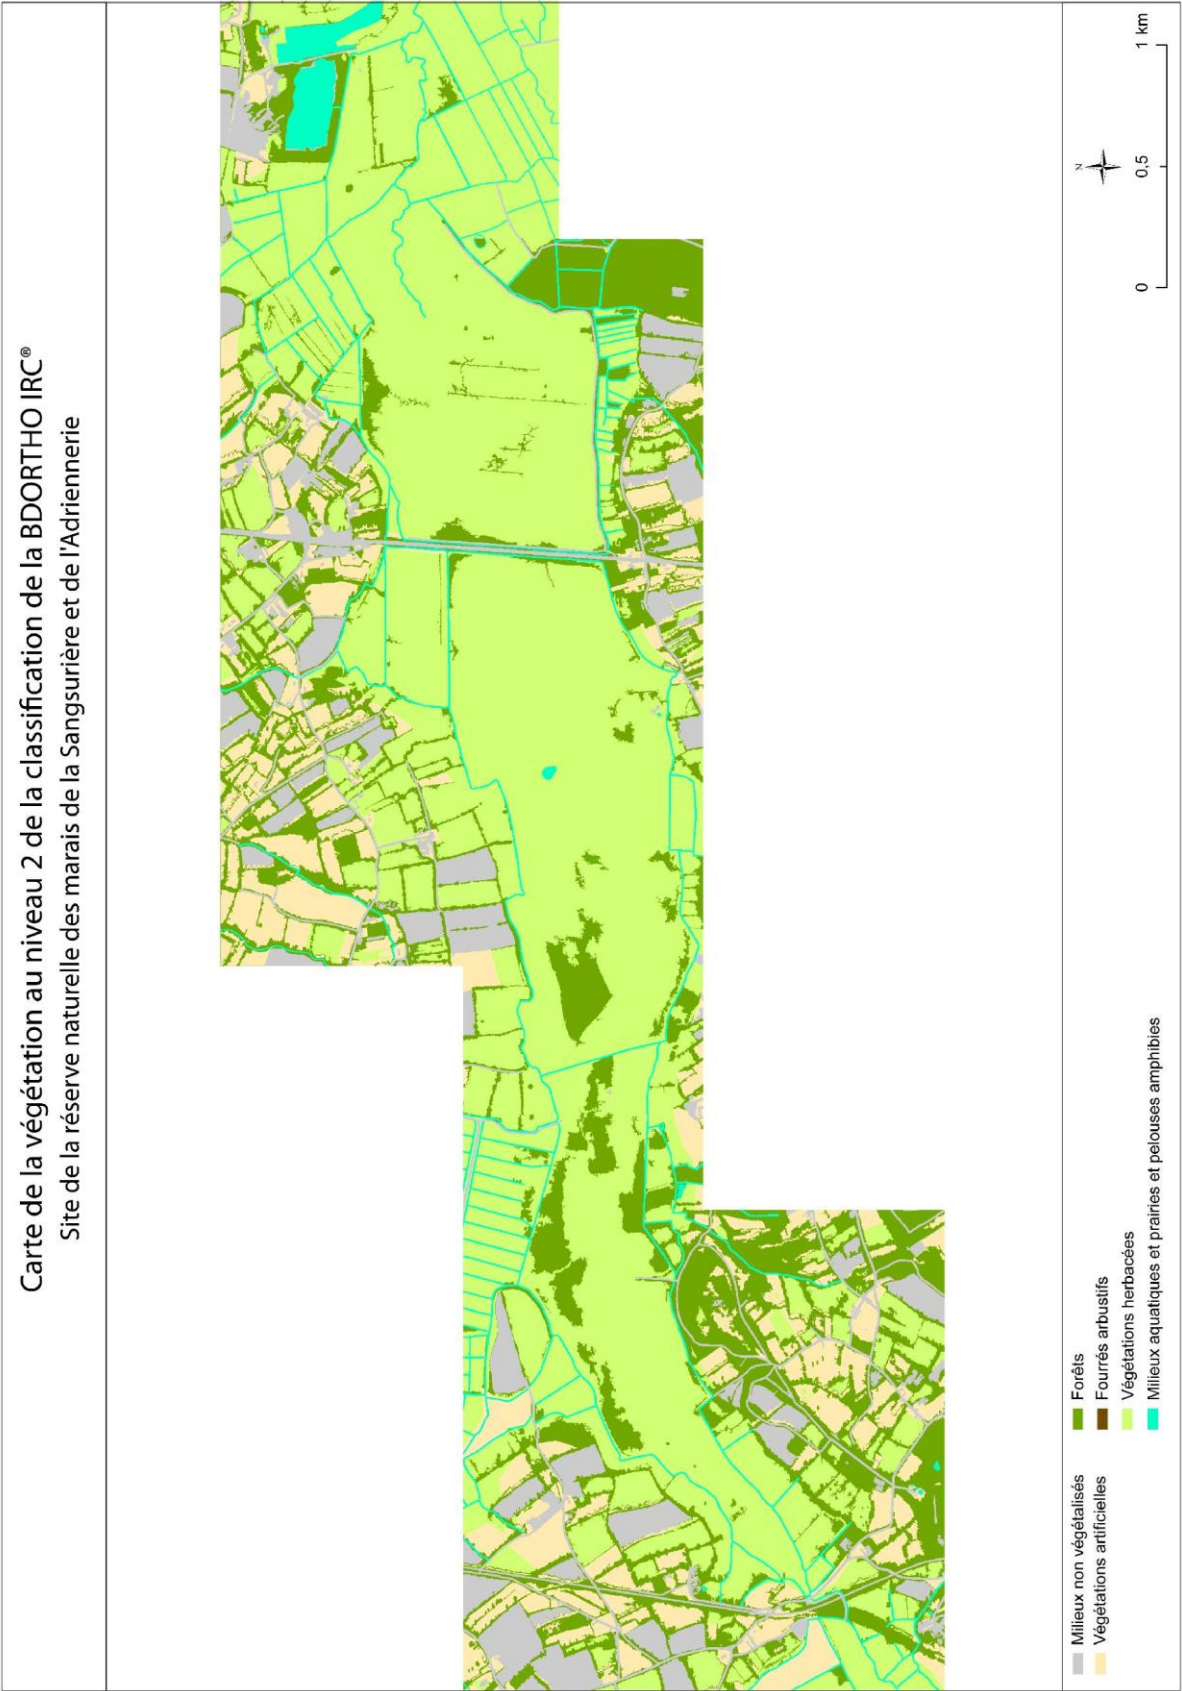 Carte de la végétation au niveau 2 de la classification de la BDORTHO IRC®
Site de la réserve naturelle des marais de la Sangsurière et de l'Adriennerie
Milieux non végétalisés
Végétations artificielles
Forêts
Fourrés arbustifs
Végétations herbacées
Milieux aquatiques et prairies et pelouses amphibies
N
0 0,5 1 km